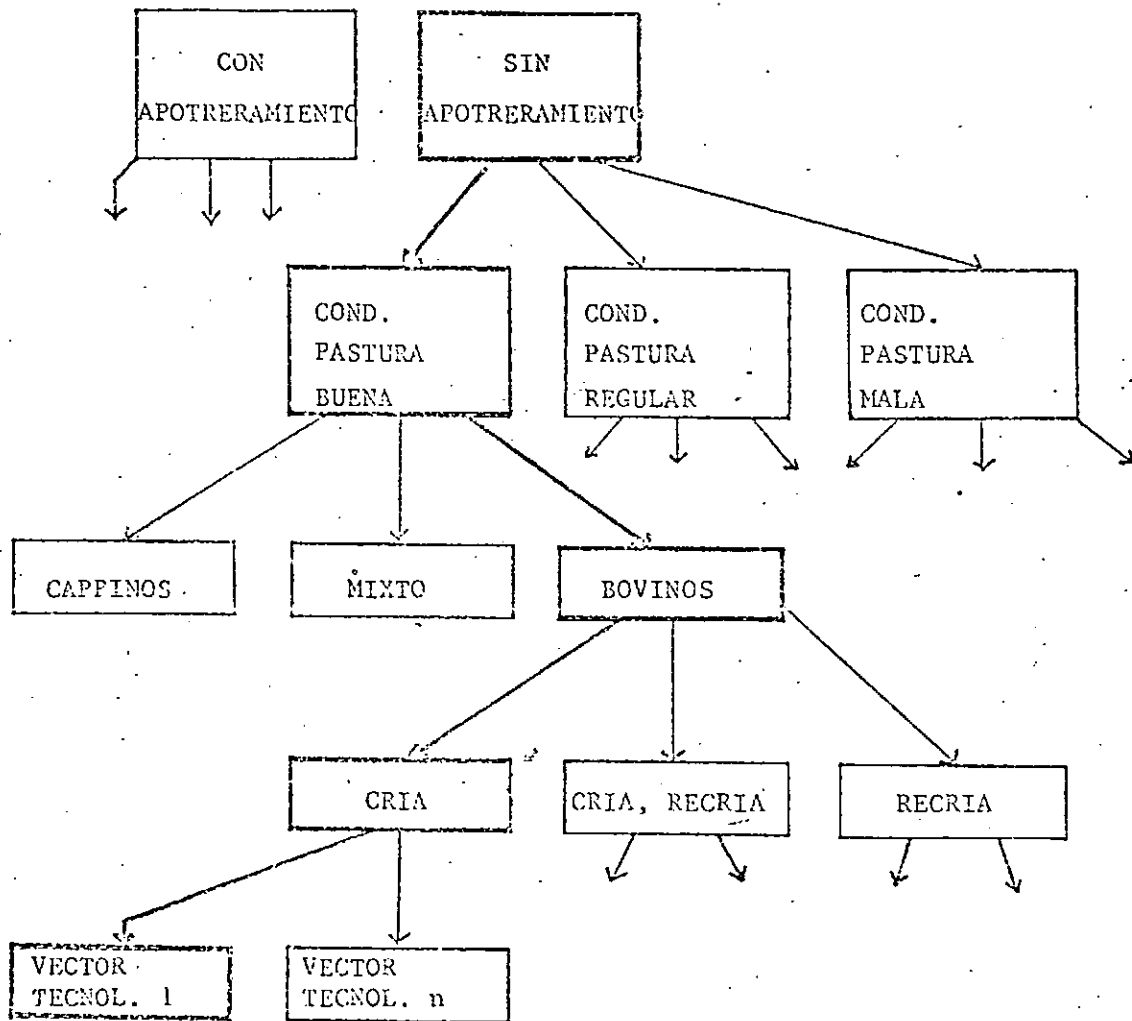 CON
APOTRERAMIENTO
SIN
APOTRERAMIENTO
COND.
PASTURA
BUENA
COND.
PASTURA
REGULAR
COND.
PASTURA
MALA
CAPPINOS
MIXTO
BOVINOS
CRIA
CRIA, RECRIA
RECRIA
VECTOR
TECNOL. 1
VECTOR
TECNOL. n